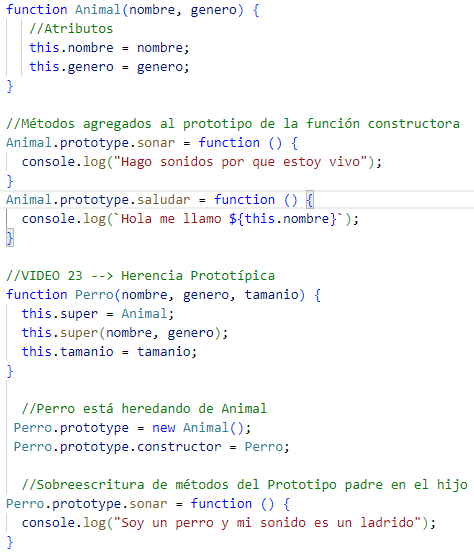 function Animal(nombre, genero) {
//Atributos
this.nombre = nombre;
this.genero = genero;
}
//Métodos agregados al prototipo de la función constructora
Animal.prototype.sonar = function () {
console.log("Hago sonidos por que estoy vivo");
}
Animal.prototype.saludar = function () {
console.log(`Hola me llamo ${this.nombre}`);
}
//VIDEO 23 --> Herencia Prototípica
function Perro(nombre, genero, tamanio) {
this.super = Animal;
this.super(nombre, genero);
this.tamanio = tamanio;
}
//Perro está heredando de Animal
Perro.prototype = new Animal();
Perro.prototype.constructor = Perro;
//Sobreescritura de métodos del Prototipo padre en el hijo
Perro.prototype.sonar = function () {
console.log("Soy un perro y mi sonido es un ladrido");
}